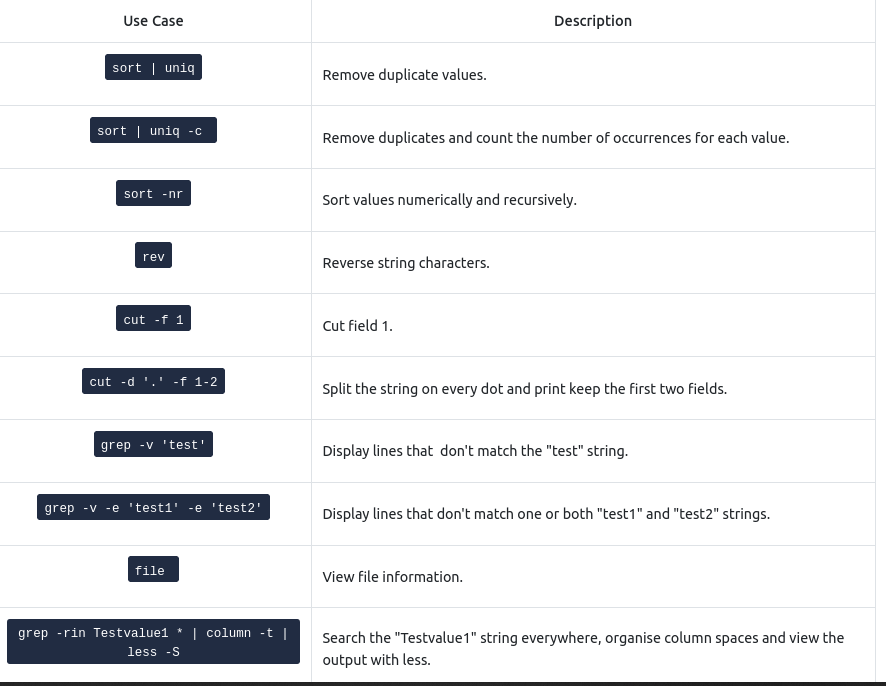 Use Case
Description
sort | uniq
Remove duplicate values.
sort | uniq -c
Remove duplicates and count the number of occurrences for each value.
sort -nr
Sort values numerically and recursively.
rev
Reverse string characters.
cut -f 1
Cut field 1.
cut -d '.' -f 1-2
Split the string on every dot and print keep the first two fields.
grep -v 'test'
Display lines that  don't match the "test" string.
grep -v -e 'test1' -e 'test2'
Display lines that don't match one or both "test1" and "test2" strings.
file
View file information.
grep -rin Testvalue1 * | column -t |
less -S
Search the "Testvalue1" string everywhere, organise column spaces and view the
output with less.